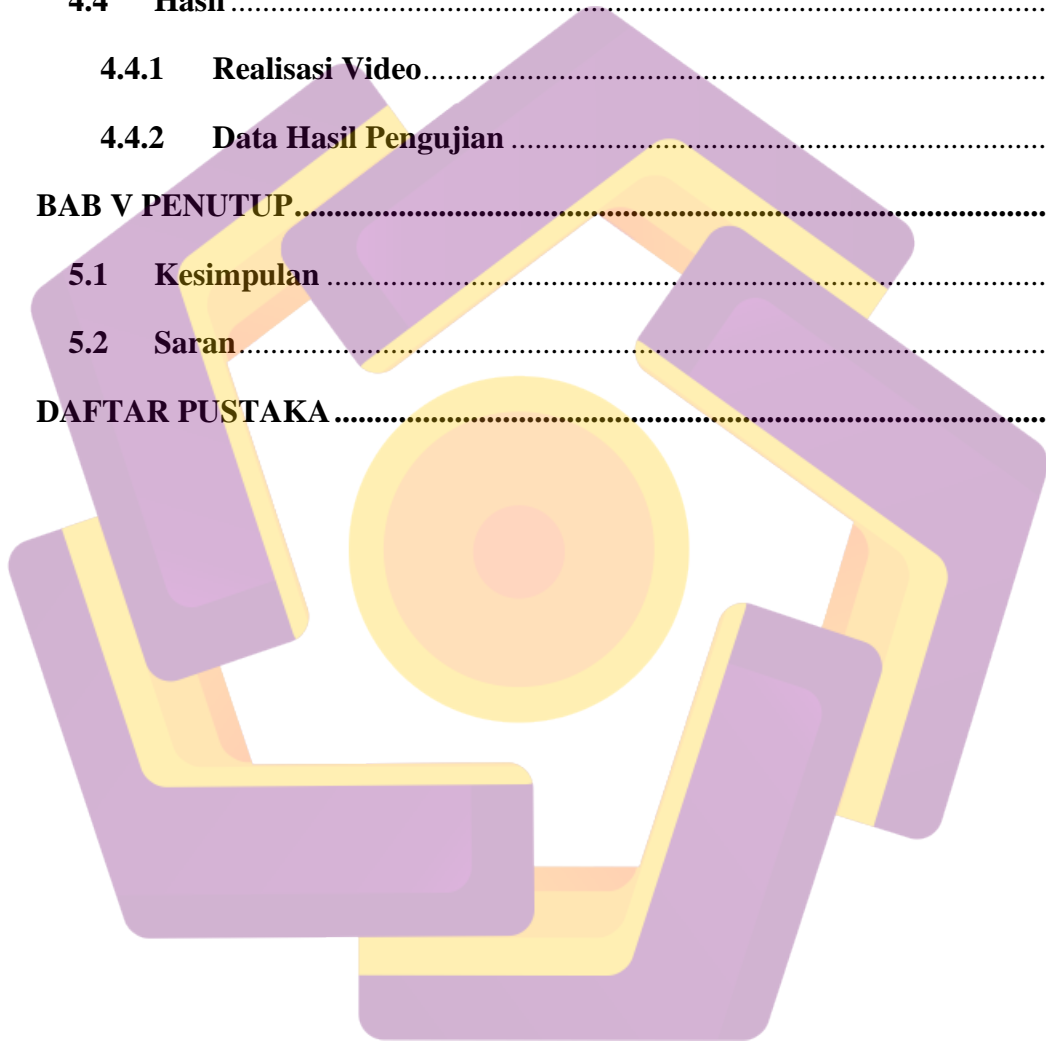 4.4 Hasil ........................................................................................................
4.4.1 Realisasi Video........................................................................................
4.4.2 Data Hasil Pengujian ........................................................................
BAB V PENUTUP...............................................................................................
5.1 Kesimpulan ..............................................................................................
5.2 Saran........................................................................................................
DAFTAR PUSTAKA ..........................................................................................